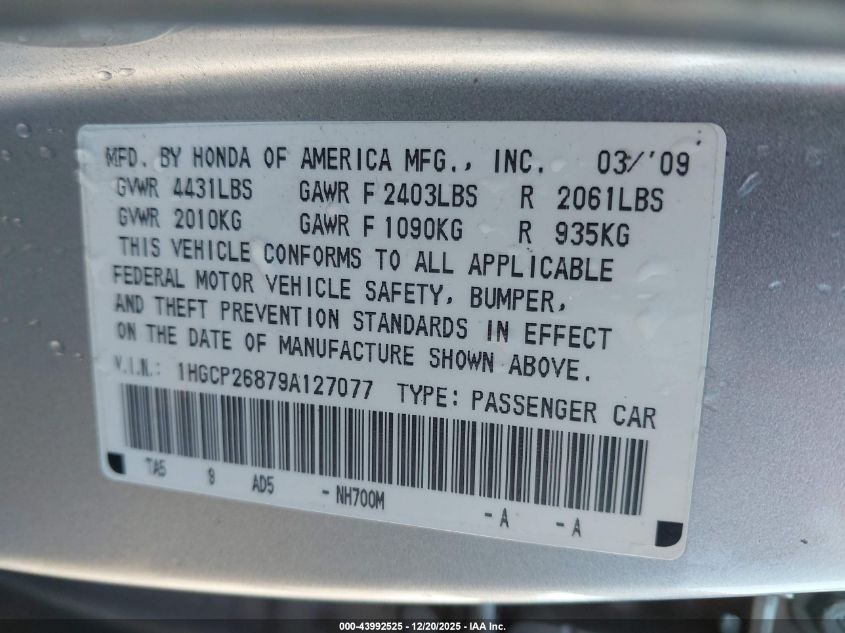 MFD. BY HONDA OF AMERICA MFG., INC. 03/'09
GVWR 4431LBS GAWR F 2403LBS R 2061LBS
GVWR 2010KG GAWR F 1090KG R 935KG
THIS VEHICLE CONFORMS TO ALL APPLICABLE
FEDERAL MOTOR VEHICLE SAFETY, BUMPER,
AND THEFT PREVENTION STANDARDS IN EFFECT
ON THE DATE OF MANUFACTURE SHOWN ABOVE.
V.I.N.: 1HGCP26879A127077 TYPE: PASSENGER CAR
TA5 9 AD5 - NH700M - A - A
000-43992525 - 12/20/2025 - © IAA Inc.